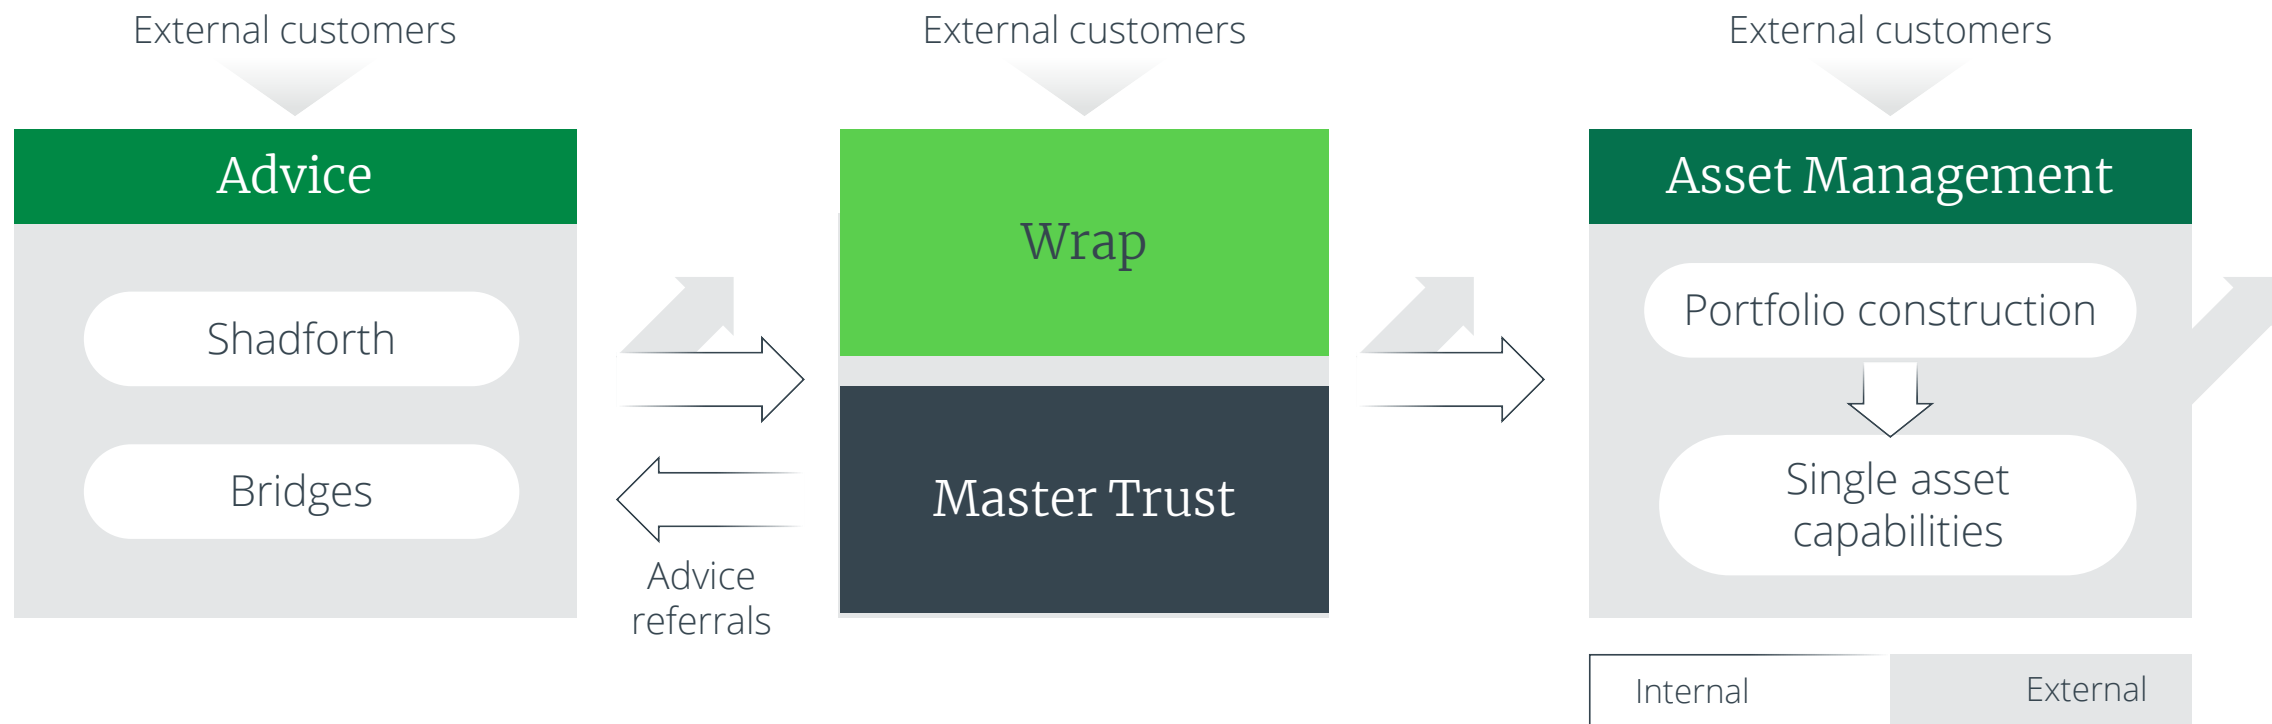 External customers
External customers
External customers
Advice
Shadforth
Bridges
Advice
referrals
Wrap
Master Trust
Asset Management
Portfolio construction
Single asset
capabilities
Internal
External